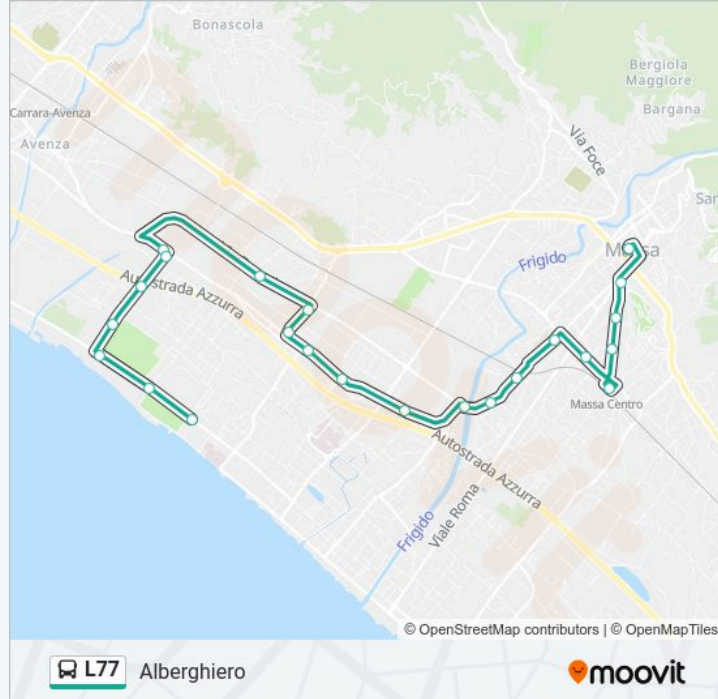 Bonascola
Bergiola
Maggiore
Bargana
Carrara-Avenza
Avenza
Via Foce
San
Massa
Frigido
Autostrada Azzurra
Massa Centro
Autostrada Azzurra
Viale Roma
Frigido
© OpenStreetMap contributors | © OpenMapTiles
L77 Alberghiero
moovit